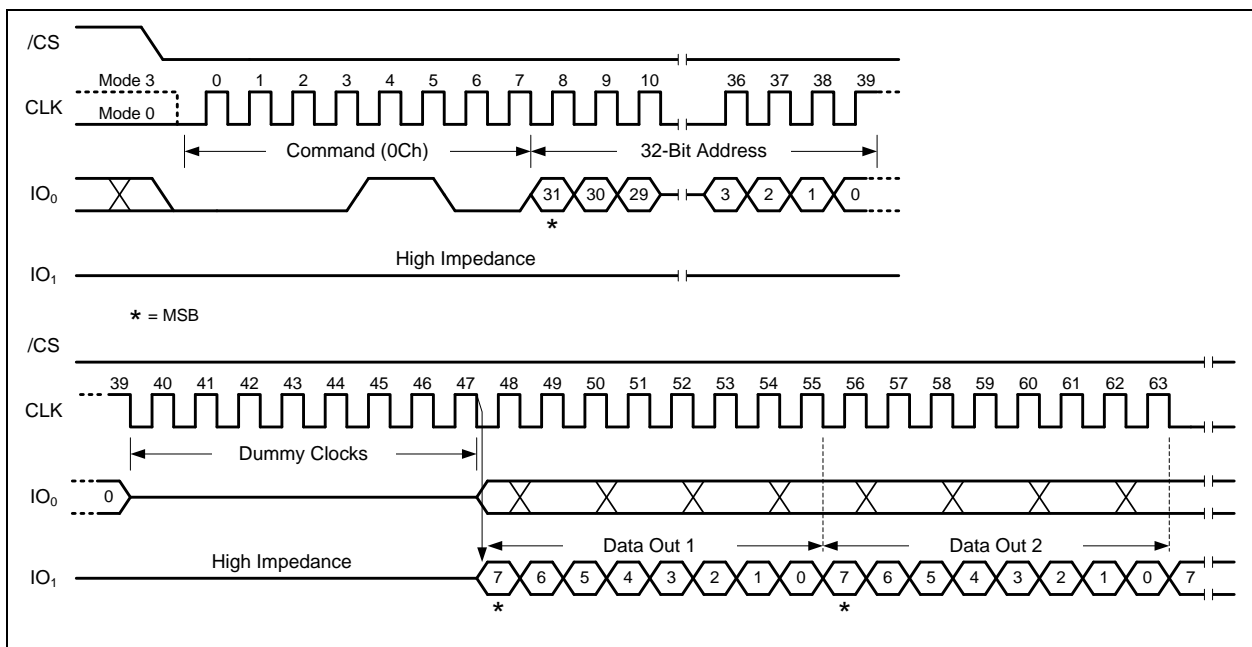 /CS
Mode 3 0 1 2 3 4 5 6 7 8 9 10 36 37 38 39
CLK Mode 0
Command (0Ch) 32-Bit Address
IO₀ 31 30 29 3 2 1 0
*
High Impedance
IO₁
* = MSB
/CS
39 40 41 42 43 44 45 46 47 48 49 50 51 52 53 54 55 56 57 58 59 60 61 62 63
CLK
Dummy Clocks
IO₀ 0
Data Out 1 Data Out 2
High Impedance
IO₁ 7 6 5 4 3 2 1 0 7 6 5 4 3 2 1 0 7
* *